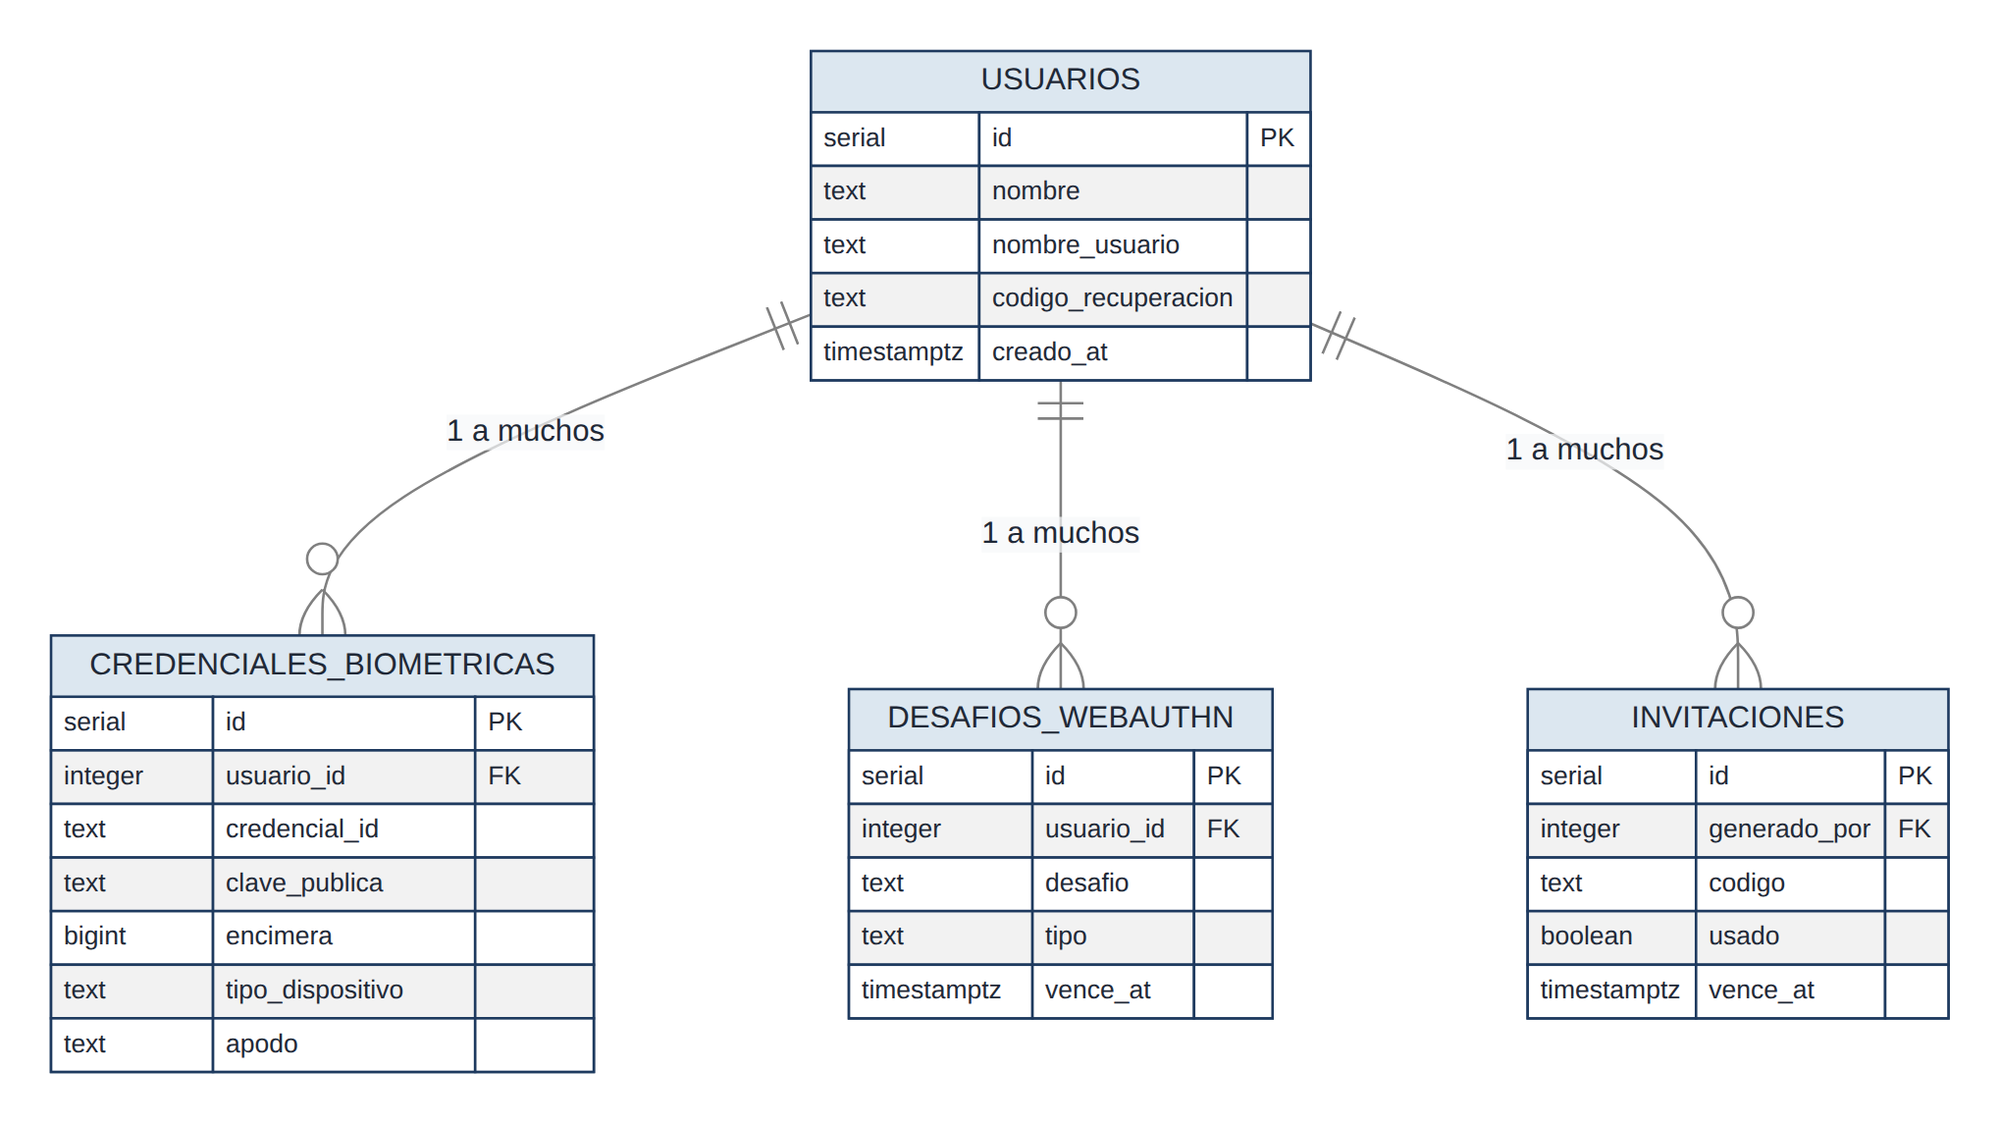 USUARIOS
serial id PK
text nombre
text nombre_usuario
text codigo_recuperacion
timestamptz creado_at
1 a muchos
1 a muchos
1 a muchos
CREDENCIALES_BIOMETRICAS
serial id PK
integer usuario_id FK
text credencial_id
text clave_publica
bigint encimera
text tipo_dispositivo
text apodo
DESAFIOS_WEBAUTHN
serial id PK
integer usuario_id FK
text desafio
text tipo
timestamptz vence_at
INVITACIONES
serial id PK
integer generado_por FK
text codigo
boolean usado
timestamptz vence_at